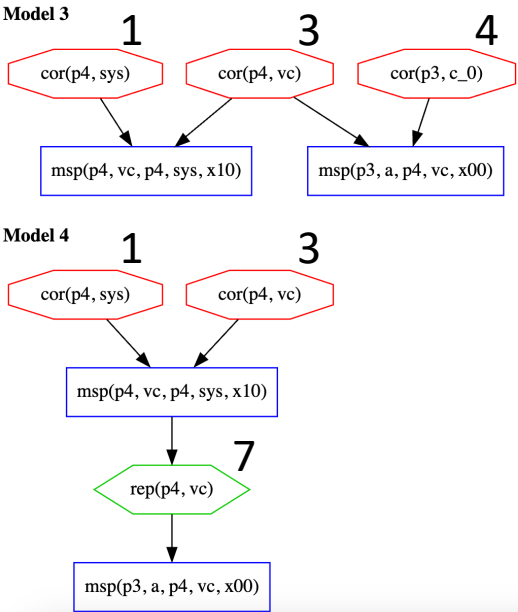 Model 3
1 3 4
cor(p4, sys) cor(p4, vc) cor(p3, c_0)
msp(p4, vc, p4, sys, x10) msp(p3, a, p4, vc, x00)
Model 4
1 3
cor(p4, sys) cor(p4, vc)
msp(p4, vc, p4, sys, x10)
7
rep(p4, vc)
msp(p3, a, p4, vc, x00)